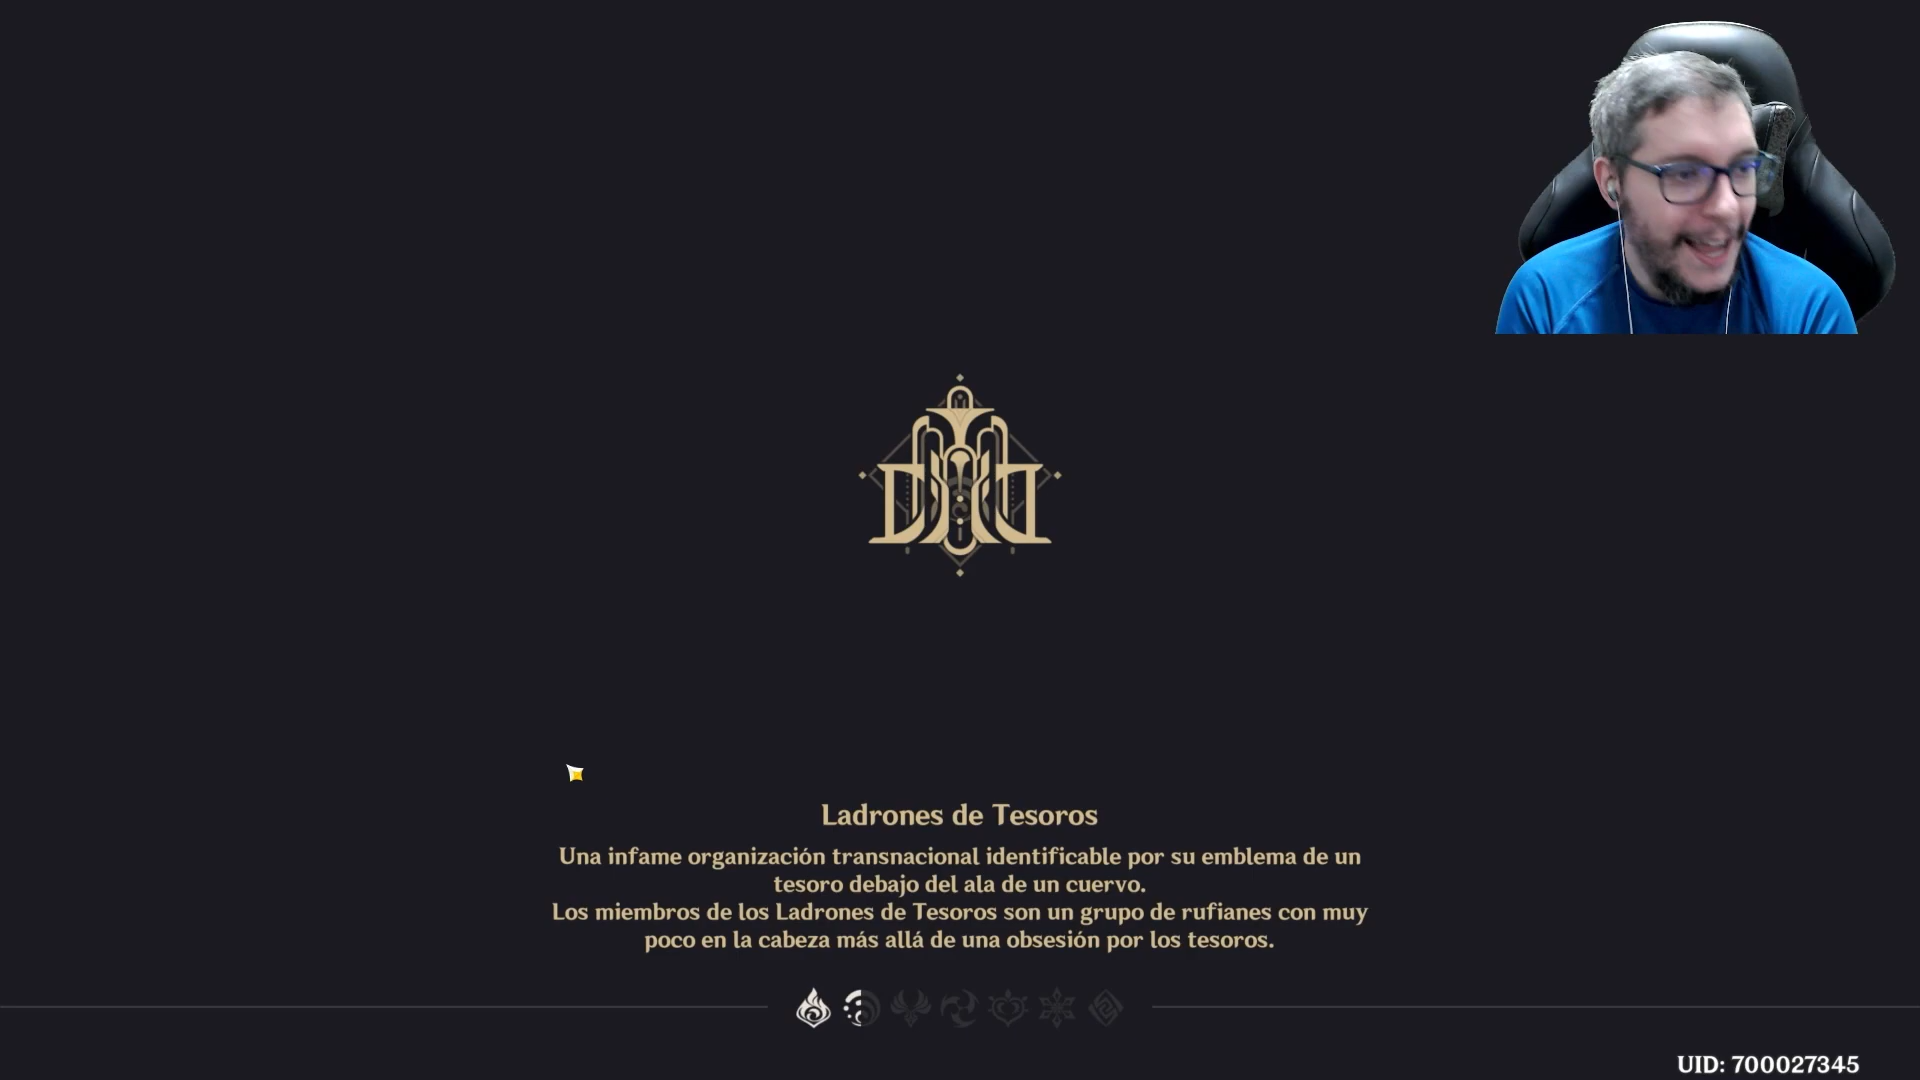 Ladrones de Tesoros
Una infame organización transnacional identificable por su emblema de un
tesoro debajo del ala de un cuervo.
Los miembros de los Ladrones de Tesoros son un grupo de rufianes con muy
poco en la cabeza más allá de una obsesión por los tesoros.
UID: 700027345